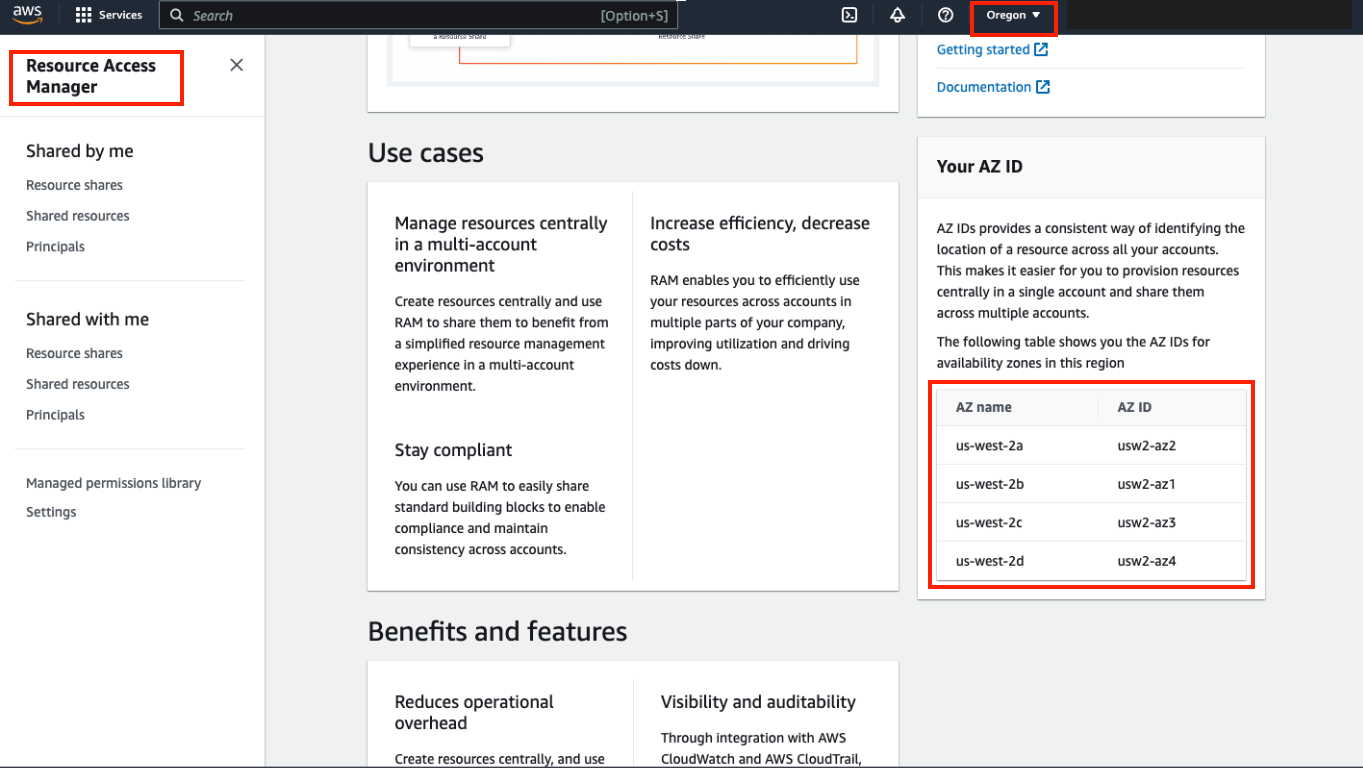 aws
Services
Search
[Option+S]
Oregon
Resource Access
Manager
Shared by me
Resource shares
Shared resources
Principals
Shared with me
Resource shares
Shared resources
Principals
Managed permissions library
Settings
a Resource Share
Resource Share
Use cases
Manage resources centrally
in a multi-account
environment
Create resources centrally and use
RAM to share them to benefit from
a simplified resource management
experience in a multi-account
environment.
Increase efficiency, decrease
costs
RAM enables you to efficiently use
your resources across accounts in
multiple parts of your company,
improving utilization and driving
costs down.
Stay compliant
You can use RAM to easily share
standard building blocks to enable
compliance and maintain
consistency across accounts.
Benefits and features
Reduces operational
overhead
Create resources centrally, and use
Visibility and auditability
Through integration with AWS
CloudWatch and AWS CloudTrail,
Getting started
Documentation
Your AZ ID
AZ IDs provides a consistent way of identifying the
location of a resource across all your accounts.
This makes it easier for you to provision resources
centrally in a single account and share them
across multiple accounts.
The following table shows you the AZ IDs for
availability zones in this region
AZ name AZ ID
us-west-2a usw2-az2
us-west-2b usw2-az1
us-west-2c usw2-az3
us-west-2d usw2-az4